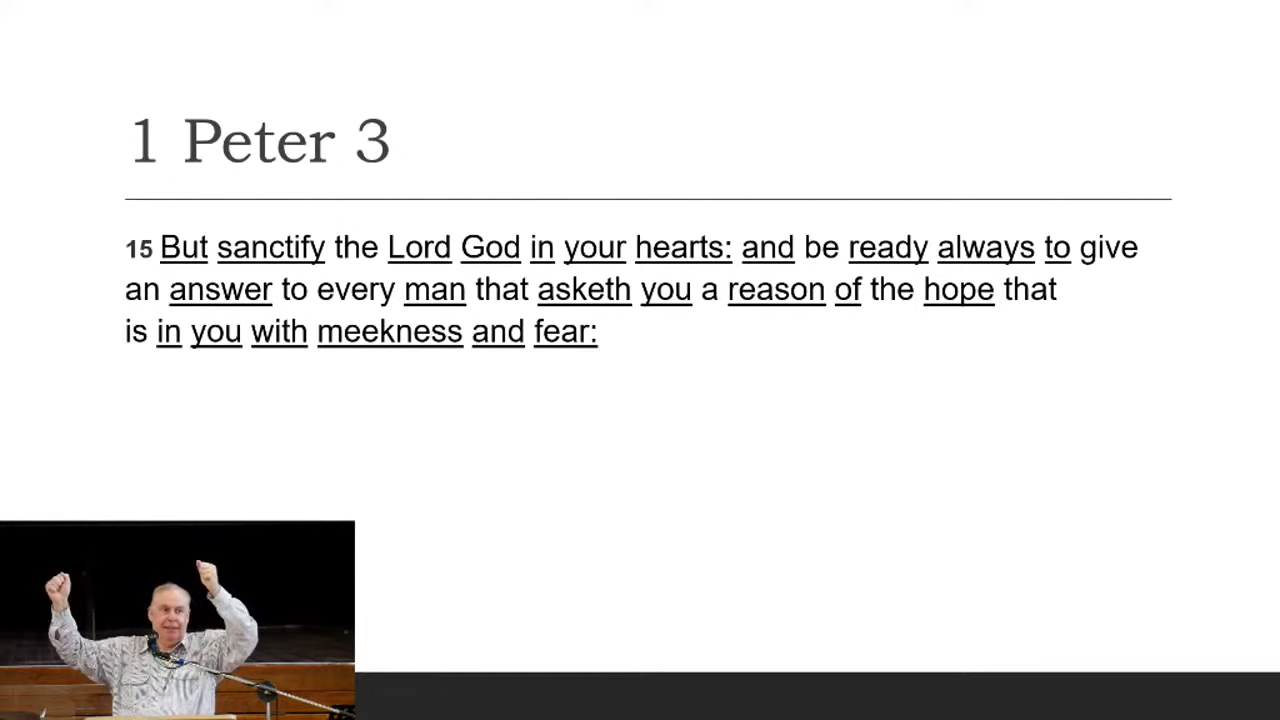 1 Peter 3
15 But sanctify the Lord God in your hearts: and be ready always to give
an answer to every man that asketh you a reason of the hope that
is in you with meekness and fear: